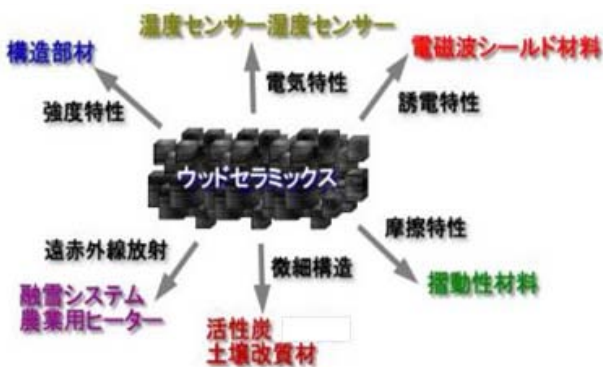 温度センサー湿度センサー
構造部材
電磁波シールド材料
電気特性
強度特性
誘電特性
ウッドセラミックス
摩擦特性
遠赤外線放射
微細構造
融雪システム
農業用ヒーター
摺動性材料
活性炭
土壌改質材